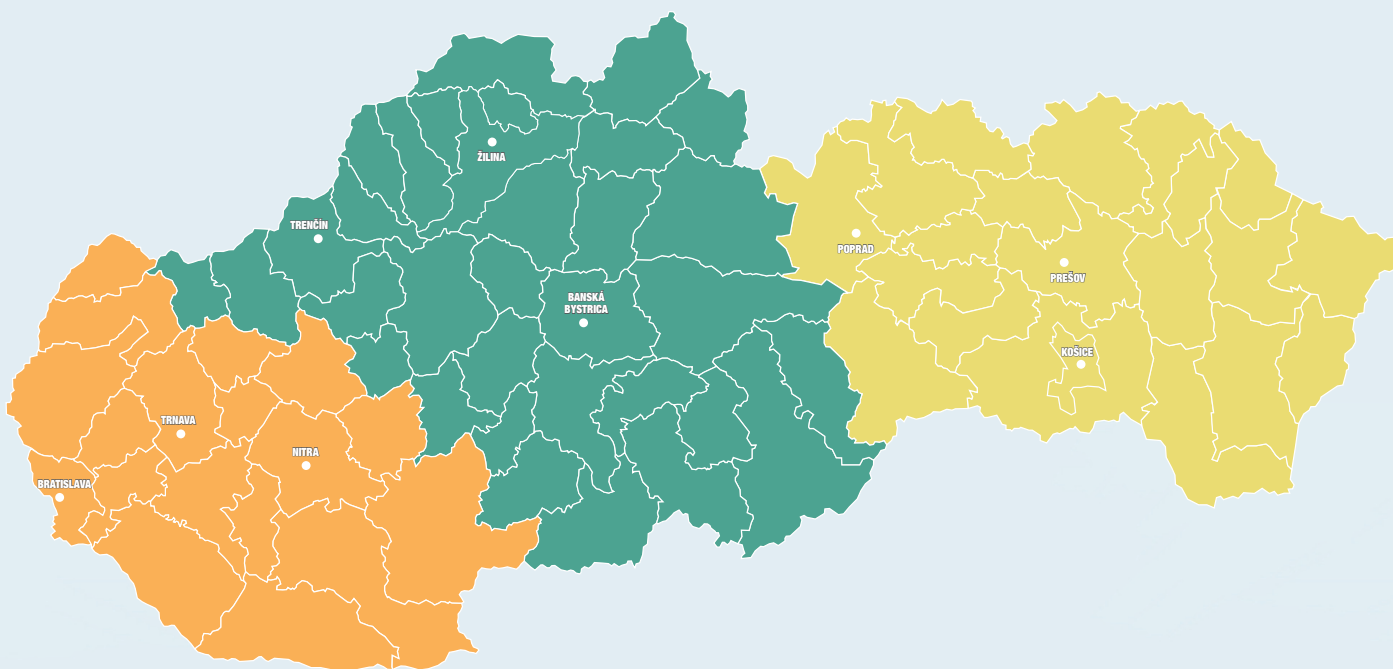 ŽILINA
TRENČÍN
POPRAD
PREŠOV
BANSKÁ
BYSTRICA
KOŠICE
TRNAVA
NITRA
BRATISLAVA